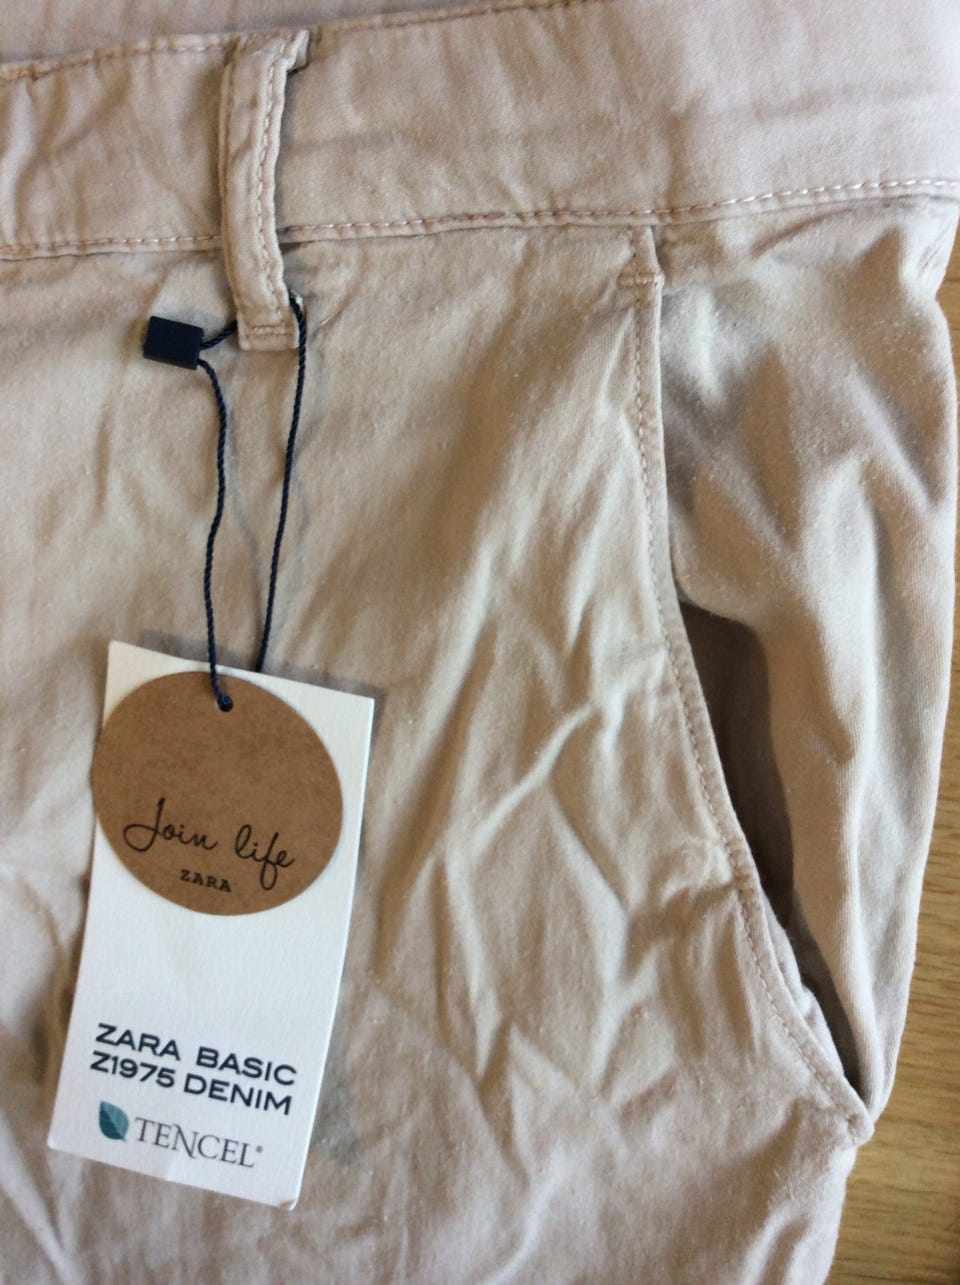 Join life
ZARA
ZARA BASIC
Z1975 DENIM
TENCEL®